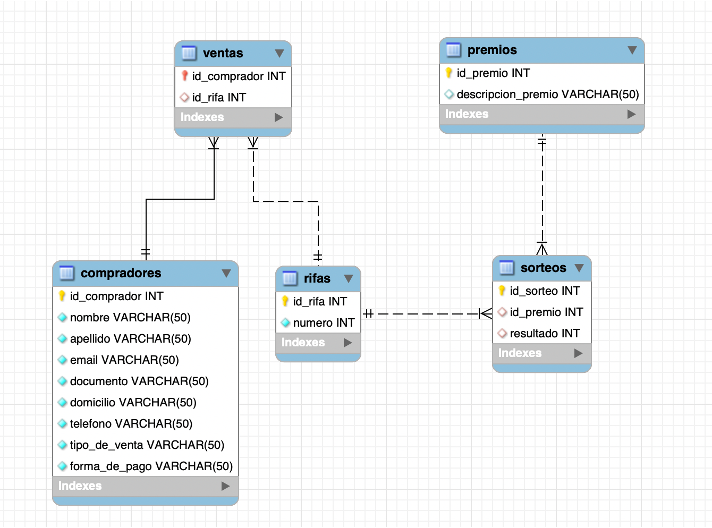 ventas
id_comprador INT
id_rifa INT
Indexes
premios
id_premio INT
descripcion_premio VARCHAR(50)
Indexes
compradores
id_comprador INT
nombre VARCHAR(50)
apellido VARCHAR(50)
email VARCHAR(50)
documento VARCHAR(50)
domicilio VARCHAR(50)
telefono VARCHAR(50)
tipo_de_venta VARCHAR(50)
forma_de_pago VARCHAR(50)
Indexes
rifas
id_rifa INT
numero INT
Indexes
sorteos
id_sorteo INT
id_premio INT
resultado INT
Indexes